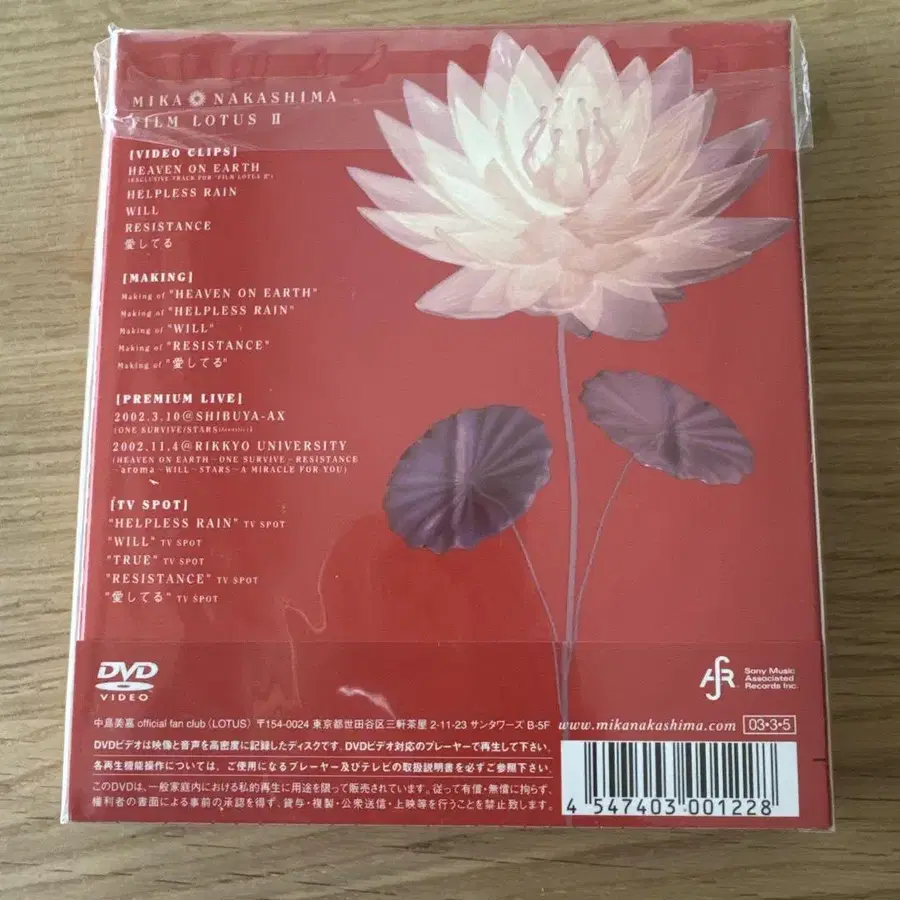 MIKA NAKASHIMA
FILM LOTUS II
[VIDEO CLIPS]
HEAVEN ON EARTH
(EXCLUSIVE TRACK FOR "FILM LOTUS II")
HELPLESS RAIN
WILL
RESISTANCE
愛してる
[MAKING]
Making of "HEAVEN ON EARTH"
Making of "HELPLESS RAIN"
Making of "WILL"
Making of "RESISTANCE"
Making of "愛してる"
[PREMIUM LIVE]
2002.3.10@SHIBUYA-AX
(ONE SURVIVE/STARS(Acoustic))
2002.11.4@RIKKYO UNIVERSITY
(HEAVEN ON EARTH~ONE SURVIVE~RESISTANCE
~aroma~WILL~STARS~A MIRACLE FOR YOU)
[TV SPOT]
"HELPLESS RAIN" TV SPOT
"WILL" TV SPOT
"TRUE" TV SPOT
"RESISTANCE" TV SPOT
"愛してる" TV SPOT
DVD
VIDEO
Sony Music
Associated
Records Inc.
中島美嘉 official fan club (LOTUS) 〒154-0024 東京都世田谷区三軒茶屋 2-11-23 サンタワーズ B-5F www.mikanakashima.com 03・3・5
DVDビデオは映像と音声を高密度に記録したディスクです。DVDビデオ対応のプレーヤーで再生して下さい。
各再生機能操作については、ご使用になるプレーヤー及びテレビの取扱説明書を必ずご参照下さい。
このDVDは、一般家庭内における私的再生に用途を限って販売されています。従って有償・無償に拘らず、
権利者の書面による事前の承認を得ず、貸与・複製・公衆送信・上映等を行うことを禁止致します。
4 547403 001228